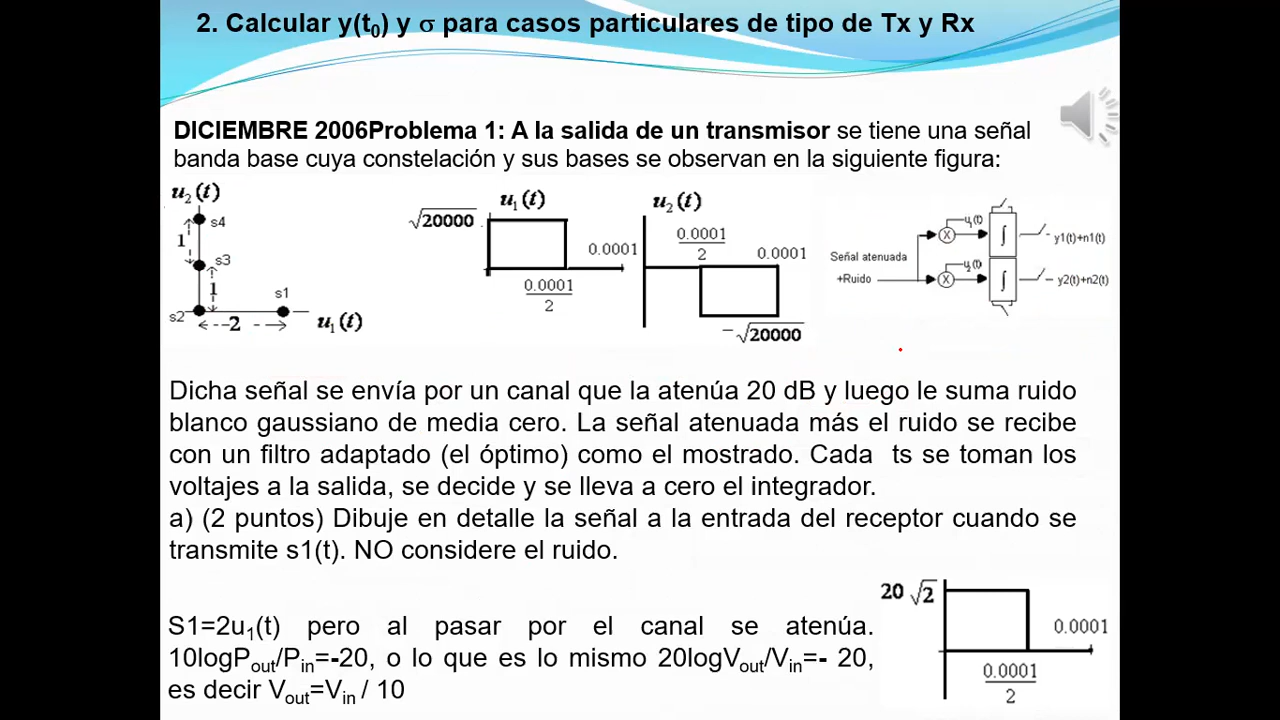 2. Calcular y(t0) y σ para casos particulares de tipo de Tx y Rx
DICIEMBRE 2006Problema 1: A la salida de un transmisor se tiene una señal
banda base cuya constelación y sus bases se observan en la siguiente figura:
u2(t)
s4
1
s3
1
s1
s2
2
u1(t)
u1(t)
√20000
0.0001
0.0001
2
u2(t)
0.0001
2
0.0001
-√20000
Señal atenuada
+Ruido
u1(t)
X
∫
y1(t)+n1(t)
u2(t)
X
∫
y2(t)+n2(t)
Dicha señal se envía por un canal que la atenúa 20 dB y luego le suma ruido
blanco gaussiano de media cero. La señal atenuada más el ruido se recibe
con un filtro adaptado (el óptimo) como el mostrado. Cada ts se toman los
voltajes a la salida, se decide y se lleva a cero el integrador.
a) (2 puntos) Dibuje en detalle la señal a la entrada del receptor cuando se
transmite s1(t). NO considere el ruido.
S1=2u1(t) pero al pasar por el canal se atenúa.
10logPout/Pin=-20, o lo que es lo mismo 20logVout/Vin=- 20,
es decir Vout=Vin / 10
20 √2
0.0001
0.0001
2